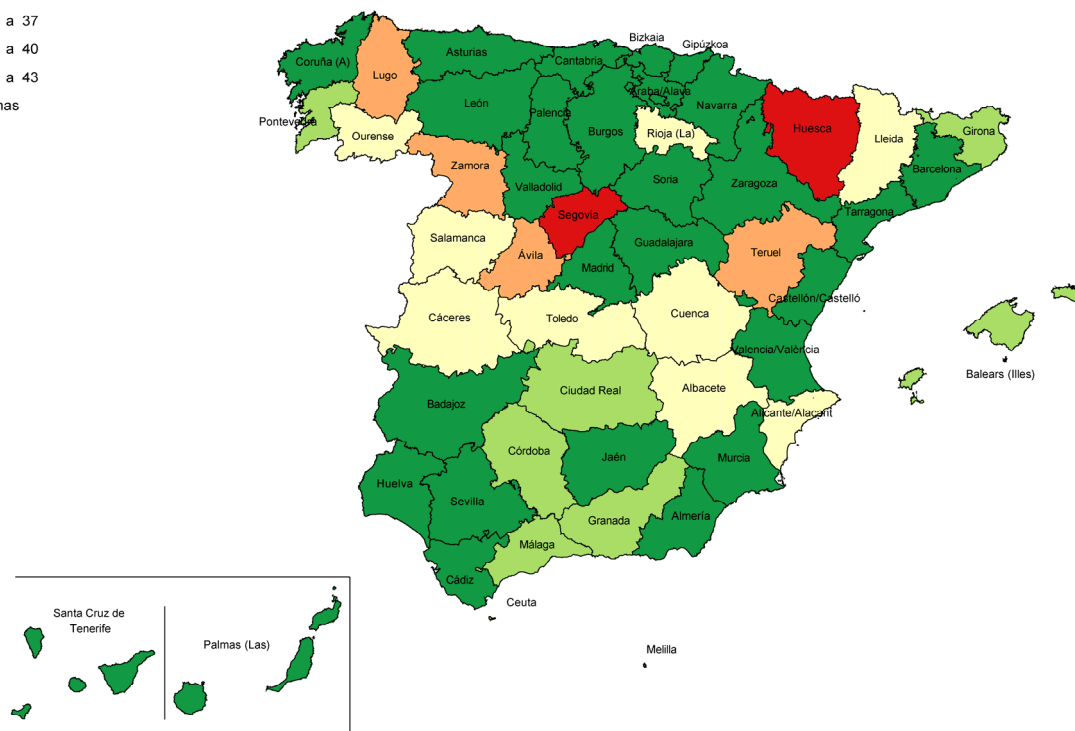 a 37
a 40
a 43
nas
Bizkaia
Gipúzkoa
Coruña (A)
Asturias
Cantabria
Lugo
Araba/Álava
León
Navarra
Palencia
Pontevedra
Ourense
Burgos
Rioja (La)
Huesca
Lleida
Girona
Zamora
Barcelona
Valladolid
Soria
Zaragoza
Segovia
Tarragona
Salamanca
Guadalajara
Ávila
Madrid
Teruel
Castellón/Castelló
Cáceres
Toledo
Cuenca
Valencia/València
Balears (Illes)
Ciudad Real
Albacete
Badajoz
Alicante/Alacant
Córdoba
Jaén
Murcia
Huelva
Sevilla
Granada
Almería
Málaga
Cádiz
Ceuta
Santa Cruz de
Tenerife
Palmas (Las)
Melilla